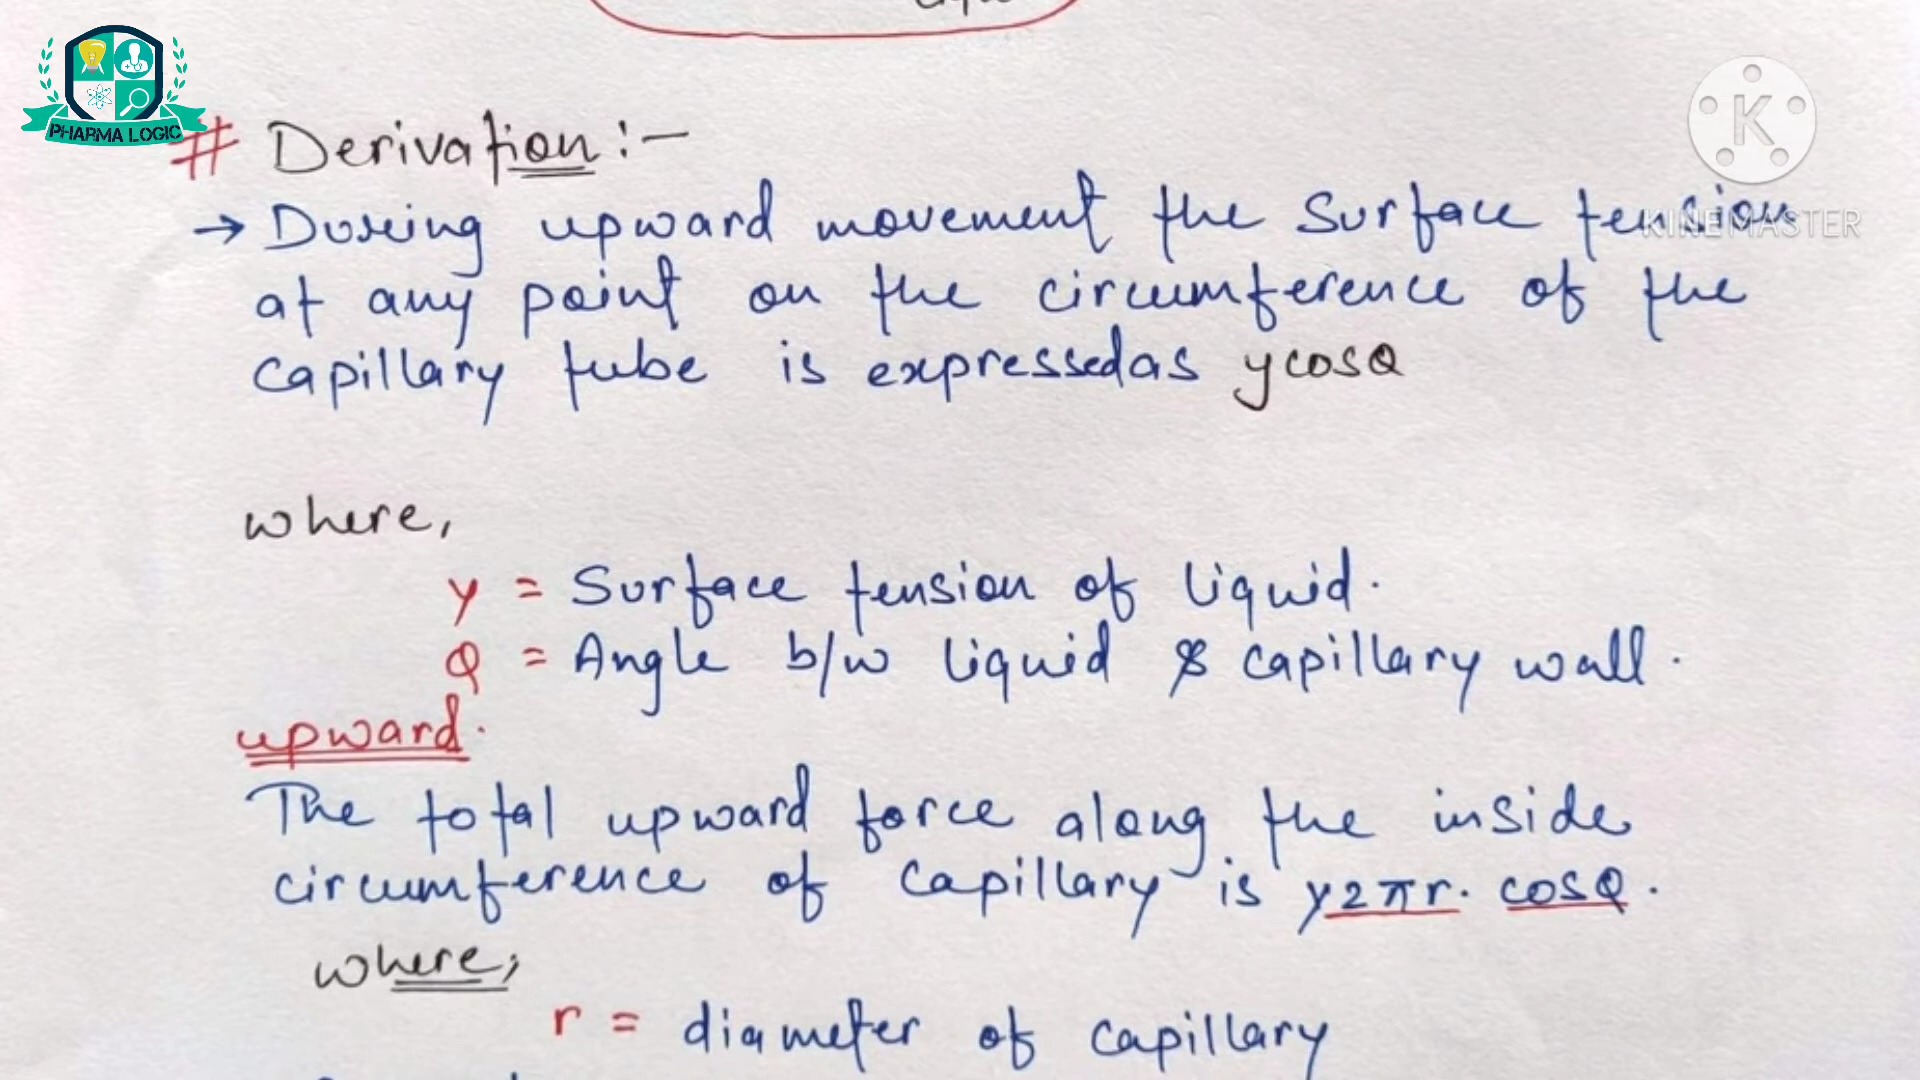 PHARMA LOGIC
K
KINEMASTER
# Derivation :-
→ During upward movement the surface tension
at any point on the circumference of the
capillary tube is expressed as γcosθ
where,
γ = Surface tension of liquid.
θ = Angle b/w liquid & capillary wall.
upward.
The total upward force along the inside
circumference of capillary is γ2πr. cosθ.
where,
r = diameter of capillary